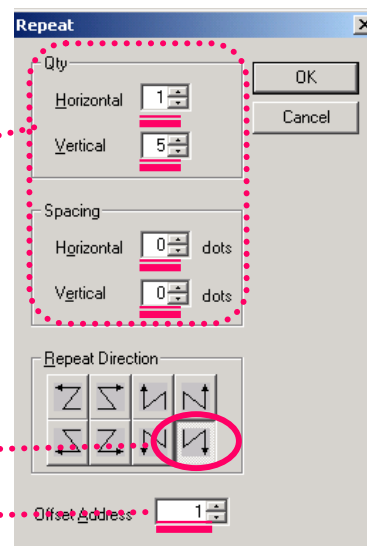 Repeat
Qty
OK
Horizontal 1
Cancel
Vertical 5
Spacing
Horizontal 0 dots
Vertical 0 dots
Repeat Direction
Offset Address 1